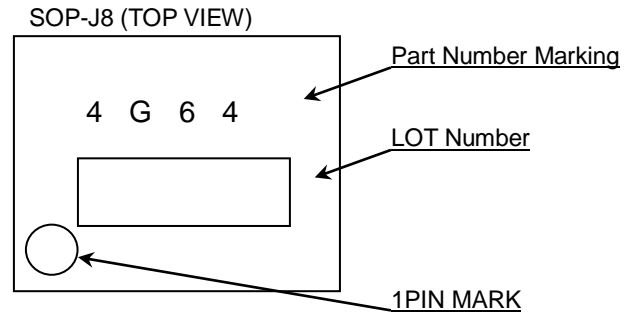 SOP-J8 (TOP VIEW)
Part Number Marking
4 G 6 4
LOT Number
1PIN MARK